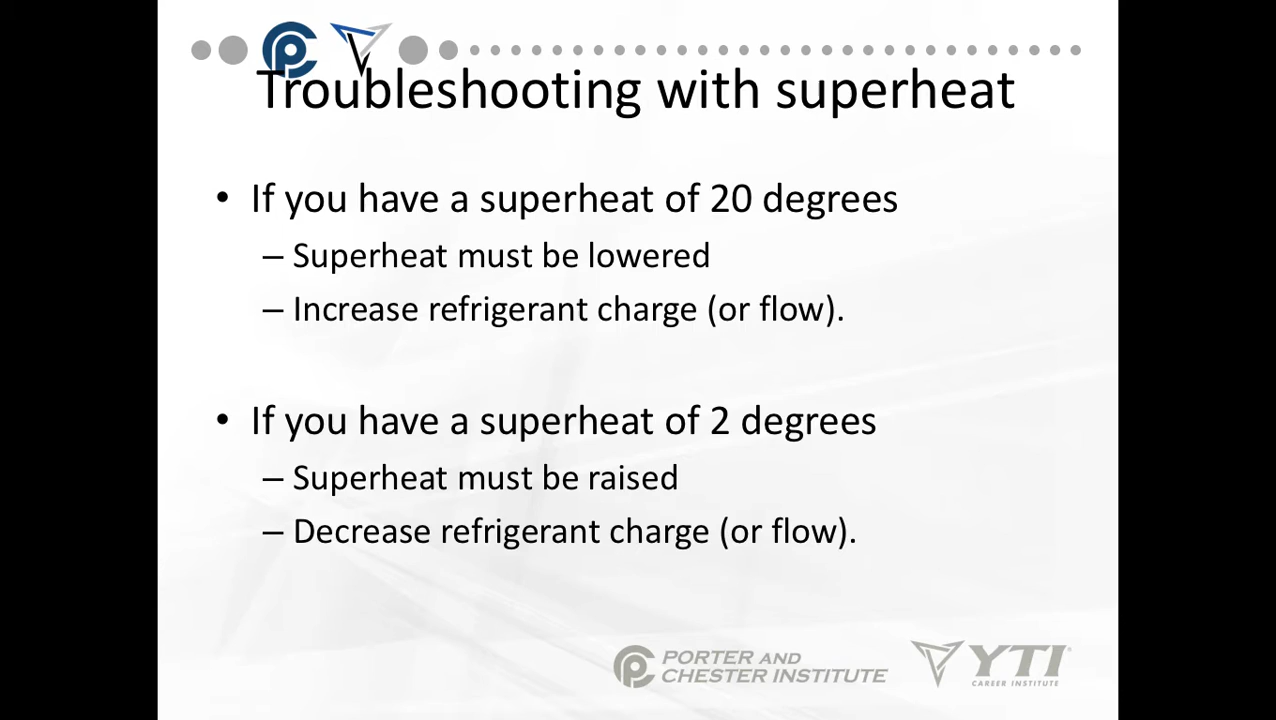 Troubleshooting with superheat
• If you have a superheat of 20 degrees
– Superheat must be lowered
– Increase refrigerant charge (or flow).
• If you have a superheat of 2 degrees
– Superheat must be raised
– Decrease refrigerant charge (or flow).
PORTER AND
CHESTER INSTITUTE
YTI®
CAREER INSTITUTE